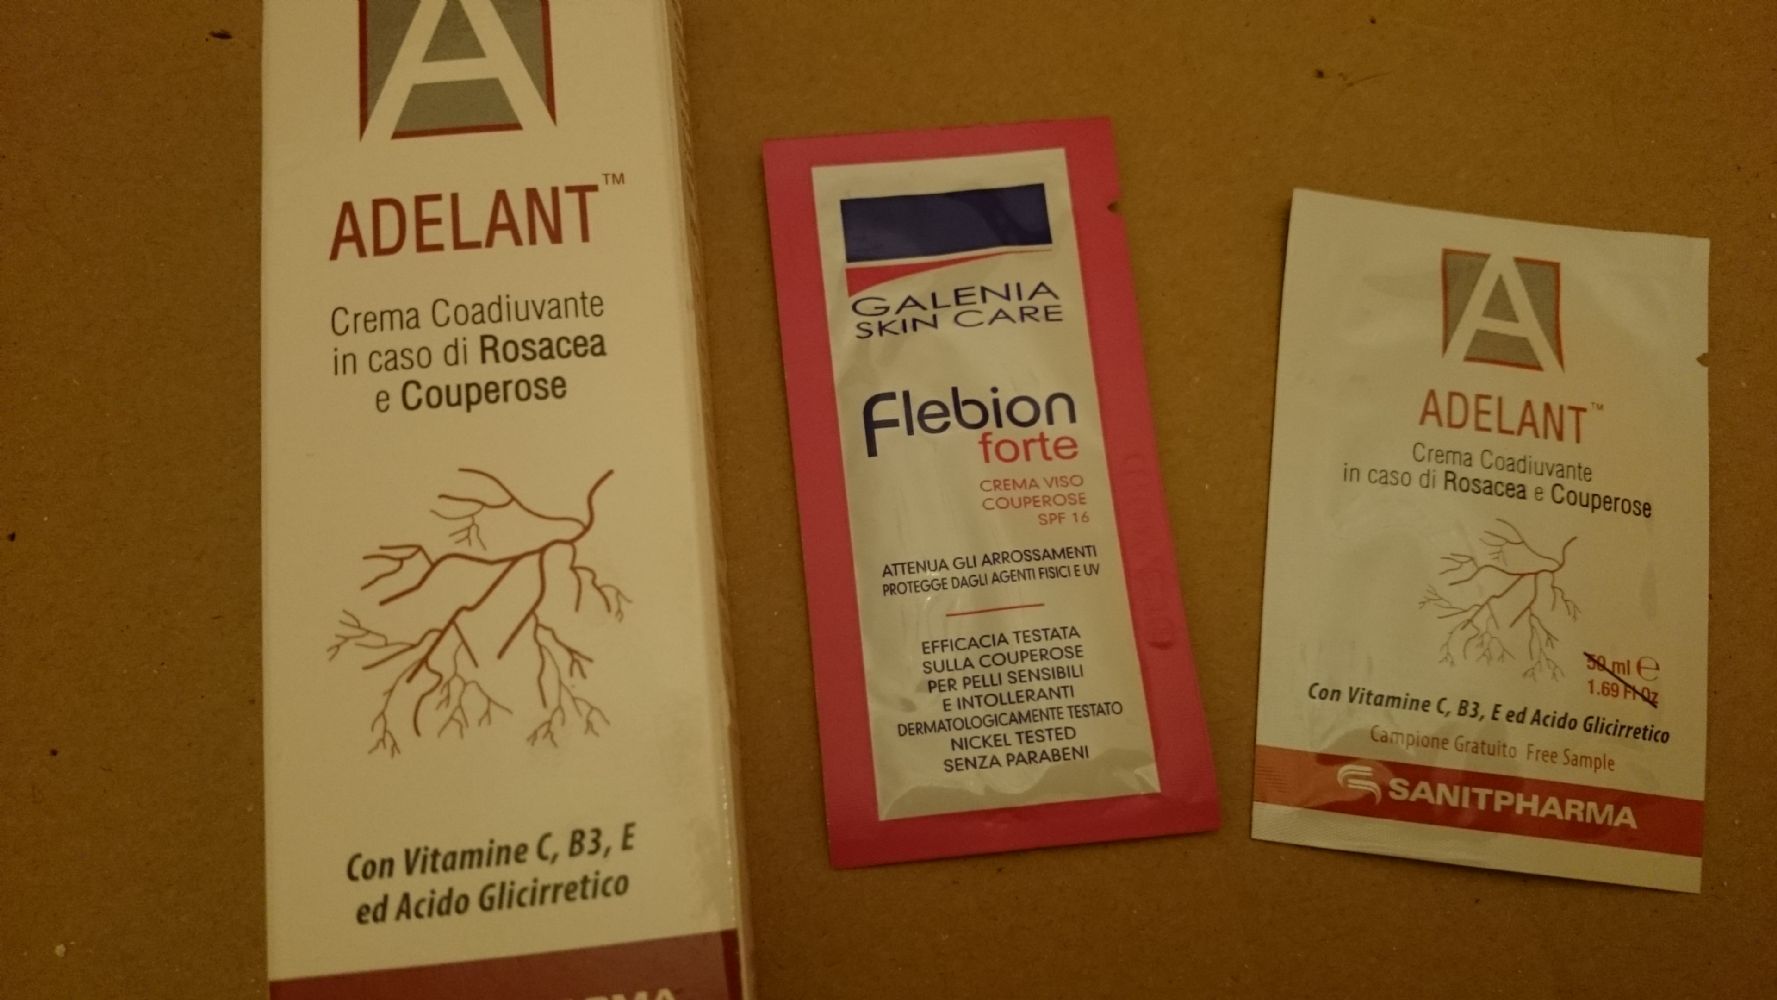 A
ADELANT™
Crema Coadiuvante
in caso di Rosacea
e Couperose
Con Vitamine C, B3, E
ed Acido Glicirretico
GALENIA
SKIN CARE
Flebion
forte
CREMA VISO
COUPEROSE
SPF 16
ATTENUA GLI ARROSSAMENTI
PROTEGGE DAGLI AGENTI FISICI E UV
EFFICACIA TESTATA
SULLA COUPEROSE
PER PELLI SENSIBILI
E INTOLLERANTI
DERMATOLOGICAMENTE TESTATO
NICKEL TESTED
SENZA PARABENI
A
ADELANT™
Crema Coadiuvante
in caso di Rosacea e Couperose
50 ml ℮
1.69 Fl Oz
Con Vitamine C, B3, E ed Acido Glicirretico
Campione Gratuito Free Sample
SANITPHARMA